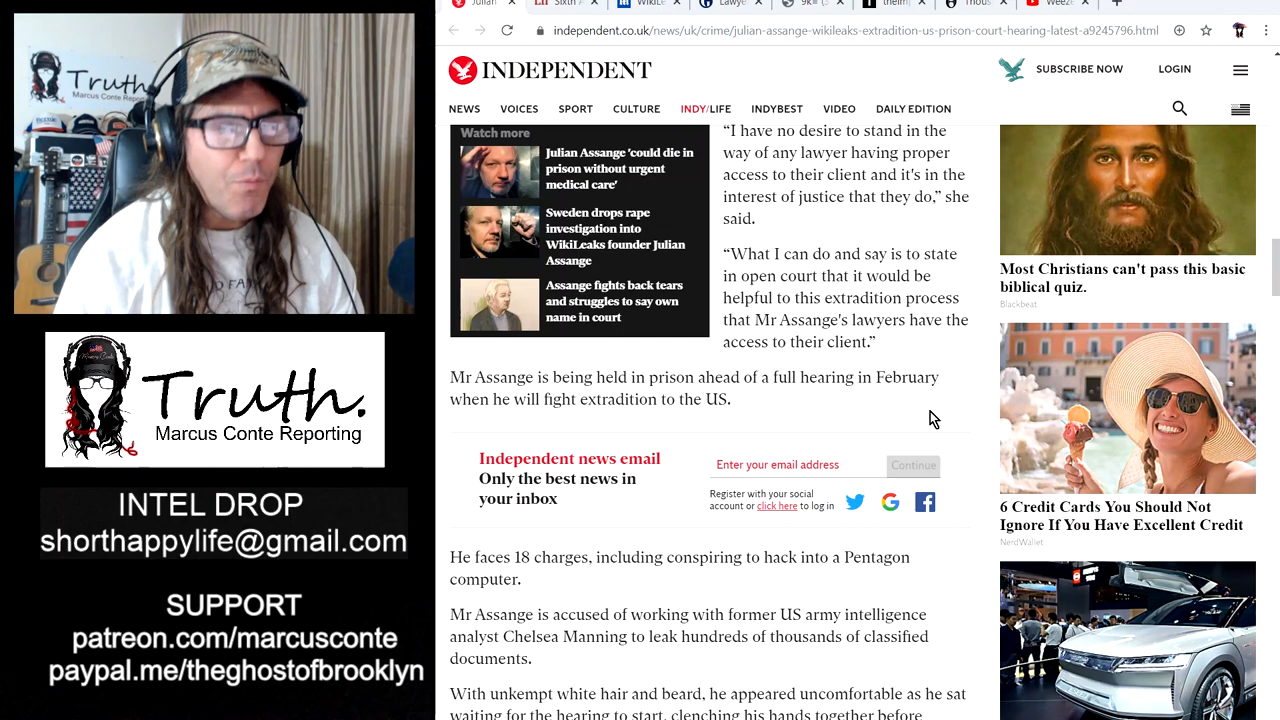 Truth.
Marcus Conte Reporting
Truth.
Marcus Conte Reporting
INTEL DROP
shorthappylife@gmail.com
SUPPORT
patreon.com/marcusconte
paypal.me/theghostofbrooklyn
independent.co.uk/news/uk/crime/julian-assange-wikileaks-extradition-us-prison-court-hearing-latest-a9245796.html
INDEPENDENT
SUBSCRIBE NOW
LOGIN
NEWS VOICES SPORT CULTURE INDY/LIFE INDYBEST VIDEO DAILY EDITION
Watch more
Julian Assange ‘could die in
prison without urgent
medical care’
Sweden drops rape
investigation into
WikiLeaks founder Julian
Assange
Assange fights back tears
and struggles to say own
name in court
“I have no desire to stand in the
way of any lawyer having proper
access to their client and it's in the
interest of justice that they do,” she
said.
“What I can do and say is to state
in open court that it would be
helpful to this extradition process
that Mr Assange's lawyers have the
access to their client.”
Mr Assange is being held in prison ahead of a full hearing in February
when he will fight extradition to the US.
Independent news email
Only the best news in
your inbox
Enter your email address
Continue
Register with your social
account or click here to log in
He faces 18 charges, including conspiring to hack into a Pentagon
computer.
Mr Assange is accused of working with former US army intelligence
analyst Chelsea Manning to leak hundreds of thousands of classified
documents.
With unkempt white hair and beard, he appeared uncomfortable as he sat
waiting for the hearing to start, clenching his hands together before
Most Christians can't pass this basic
biblical quiz.
Blackbeat
6 Credit Cards You Should Not
Ignore If You Have Excellent Credit
NerdWallet